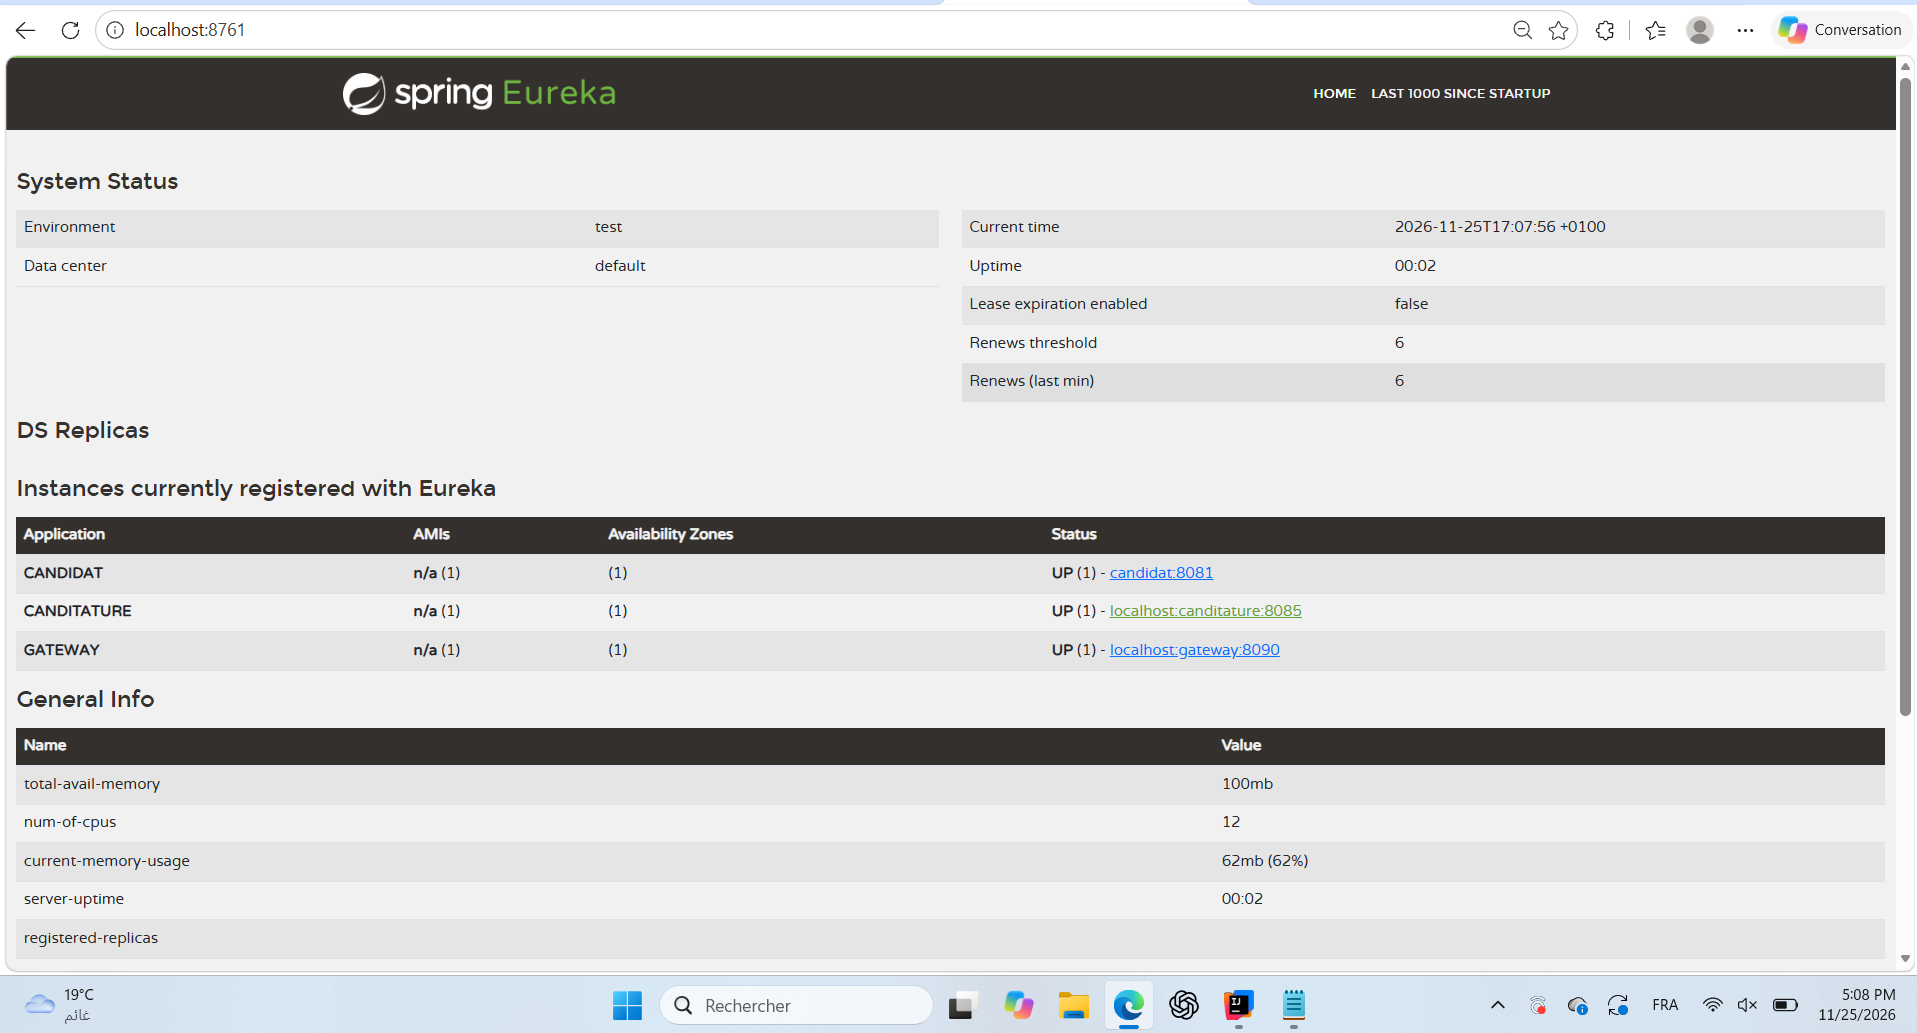 localhost:8761
Conversation
spring Eureka
HOME LAST 1000 SINCE STARTUP
System Status
Environment test
Data center default
Current time 2026-11-25T17:07:56 +0100
Uptime 00:02
Lease expiration enabled false
Renews threshold 6
Renews (last min) 6
DS Replicas
Instances currently registered with Eureka
Application AMIs Availability Zones Status
CANDIDAT n/a (1) (1) UP (1) - candidat:8081
CANDITATURE n/a (1) (1) UP (1) - localhost:canditature:8085
GATEWAY n/a (1) (1) UP (1) - localhost:gateway:8090
General Info
Name Value
total-avail-memory 100mb
num-of-cpus 12
current-memory-usage 62mb (62%)
server-uptime 00:02
registered-replicas
19°C
غائم
Rechercher
FRA
5:08 PM
11/25/2026